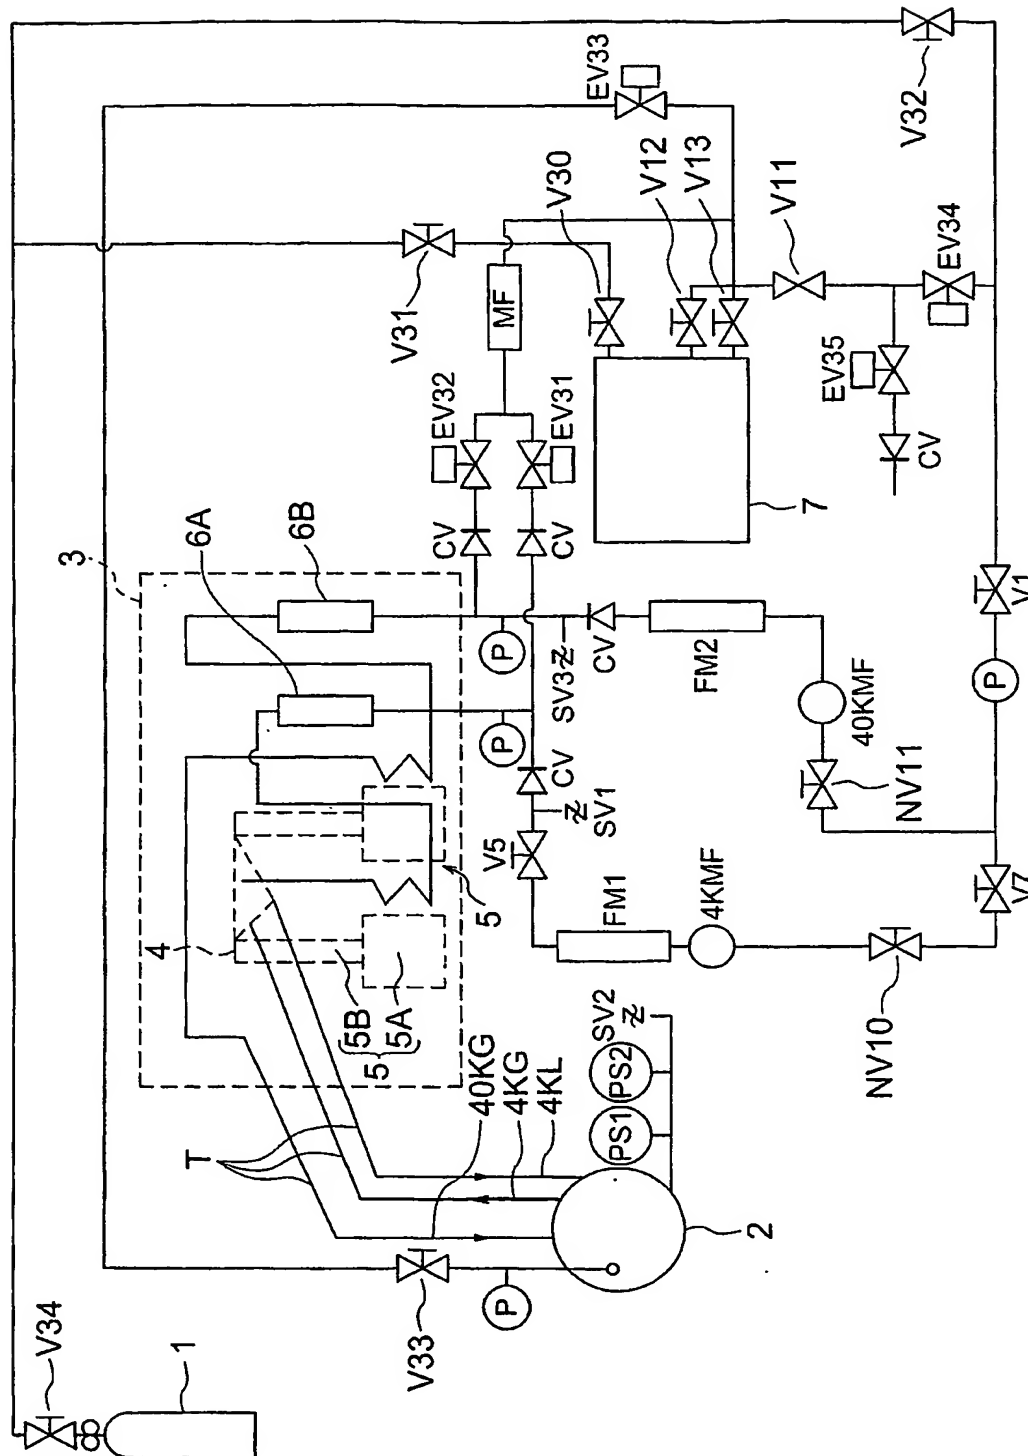 V34
1
V33
P
2
T
40KG
4KG
4KL
PS1
PS2
SV2
3
4
5B
5A
5
5
6A
6B
V5
SV1
CV
P
P
SV3
CV
FM1
4KMF
NV10
V7
NV11
40KMF
FM2
P
V1
CV
EV32
CV
EV31
MF
V31
V30
7
V12
V13
V11
EV33
EV34
EV35
CV
V32